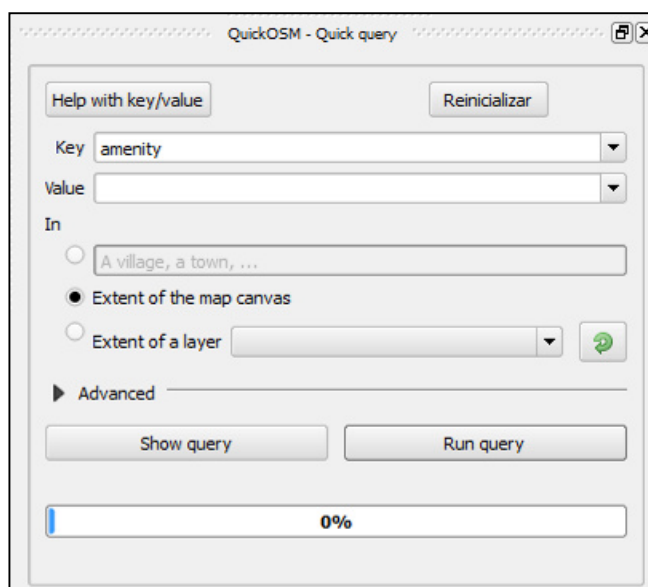 QuickOSM - Quick query
Help with key/value Reinicializar
Key amenity
Value
In
A village, a town, ...
Extent of the map canvas
Extent of a layer
Advanced
Show query Run query
0%